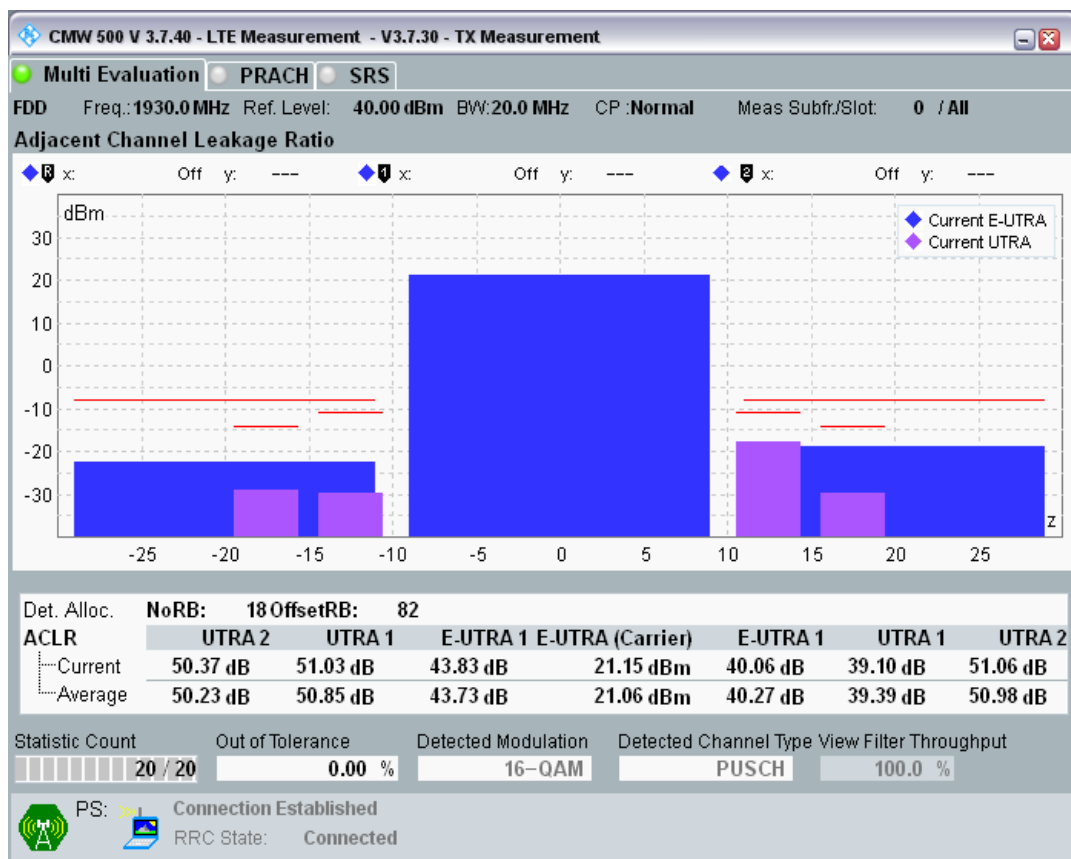 CMW 500 V 3.7.40 - LTE Measurement - V3.7.30 - TX Measurement
Multi Evaluation PRACH SRS
FDD Freq.: 1930.0 MHz Ref. Level: 40.00 dBm BW: 20.0 MHz CP : Normal Meas Subfr./Slot: 0 / All
Adjacent Channel Leakage Ratio
R x: Off y: --- 1 x: Off y: --- 2 x: Off y: ---
dBm
Current E-UTRA
Current UTRA
30
20
10
0
-10
-20
-30
z
-25 -20 -15 -10 -5 0 5 10 15 20 25
Det. Alloc. NoRB: 18 OffsetRB: 82
ACLR UTRA 2 UTRA 1 E-UTRA 1 E-UTRA (Carrier) E-UTRA 1 UTRA 1 UTRA 2
Current 50.37 dB 51.03 dB 43.83 dB 21.15 dBm 40.06 dB 39.10 dB 51.06 dB
Average 50.23 dB 50.85 dB 43.73 dB 21.06 dBm 40.27 dB 39.39 dB 50.98 dB
Statistic Count Out of Tolerance Detected Modulation Detected Channel Type View Filter Throughput
20 / 20 0.00 % 16-QAM PUSCH 100.0 %
PS: Connection Established
RRC State: Connected